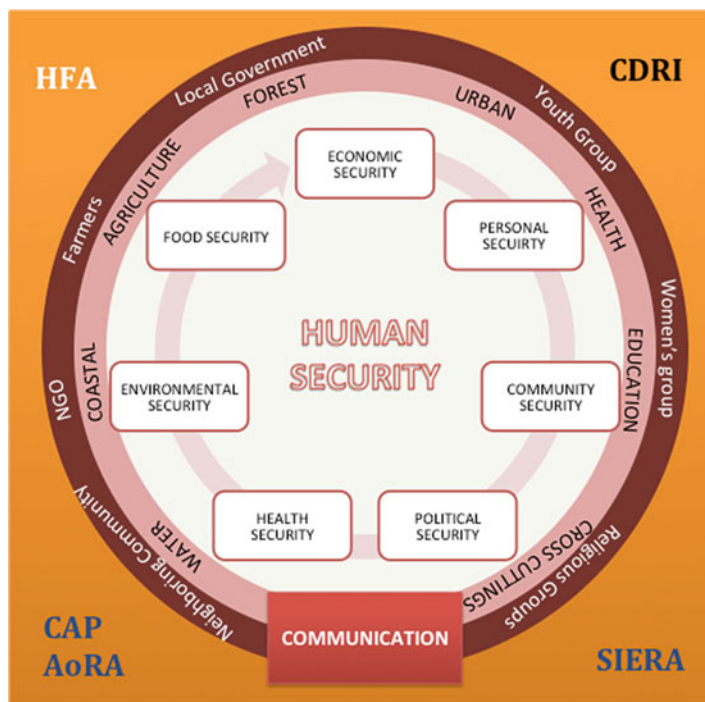 HFA
CDRI
Local Government
Youth Group
FOREST
URBAN
ECONOMIC
SECURITY
Farmers
AGRICULTURE
HEALTH
FOOD SECURITY
PERSONAL
SECUIRTY
HUMAN
SECURITY
Women's group
NGO
COASTAL
EDUCATION
ENVIRONMENTAL
SECURITY
COMMUNITY
SECURITY
HEALTH
SECURITY
POLITICAL
SECURITY
Neighboring Community
WATER
CROSS CUTTINGS
Religious Groups
COMMUNICATION
CAP
AoRA
SIERA